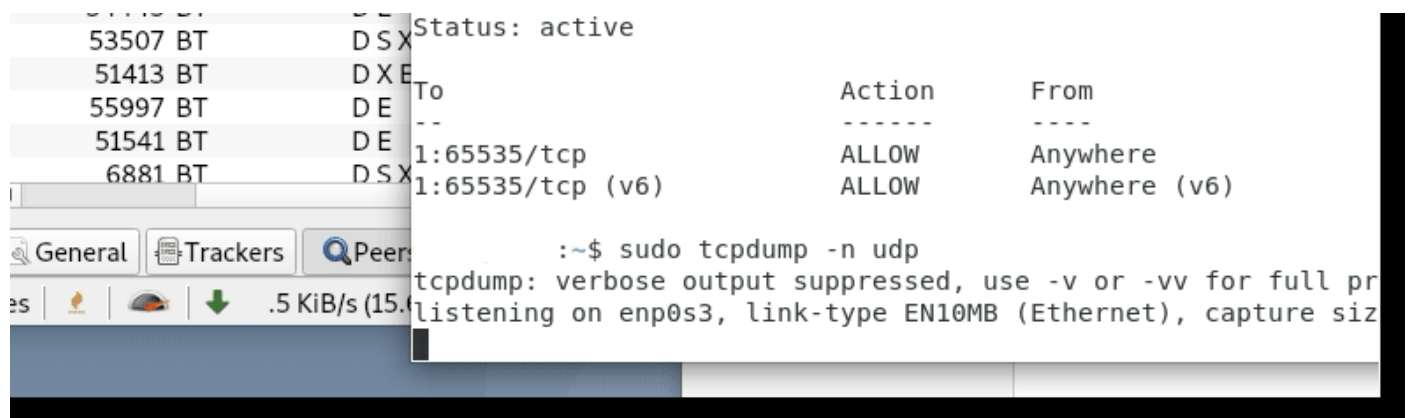 53507 BT D S X
51413 BT D X E
55997 BT D E
51541 BT D E
6881 BT D S X
General Trackers Peers
.5 KiB/s (15.
Status: active
To Action From
-- ------ ----
1:65535/tcp ALLOW Anywhere
1:65535/tcp (v6) ALLOW Anywhere (v6)
:~$ sudo tcpdump -n udp
tcpdump: verbose output suppressed, use -v or -vv for full pr
listening on enp0s3, link-type EN10MB (Ethernet), capture siz